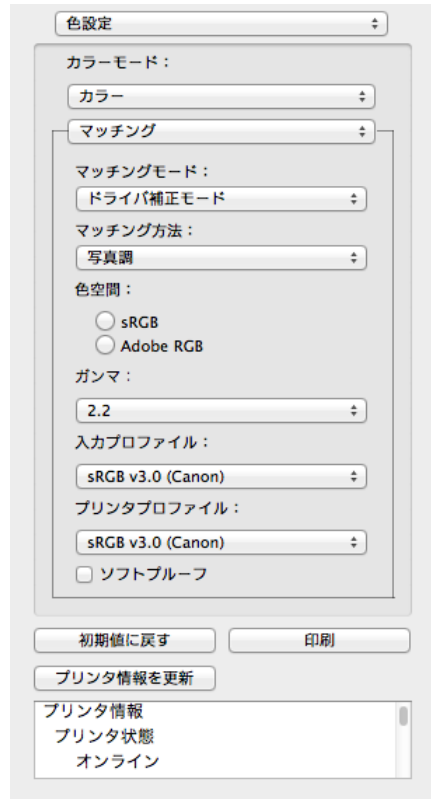 色設定
カラーモード：
カラー
マッチング
マッチングモード：
ドライバ補正モード
マッチング方法：
写真調
色空間：
sRGB
Adobe RGB
ガンマ：
2.2
入力プロファイル：
sRGB v3.0 (Canon)
プリンタプロファイル：
sRGB v3.0 (Canon)
ソフトプルーフ
初期値に戻す 印刷
プリンタ情報を更新
プリンタ情報
プリンタ状態
オンライン